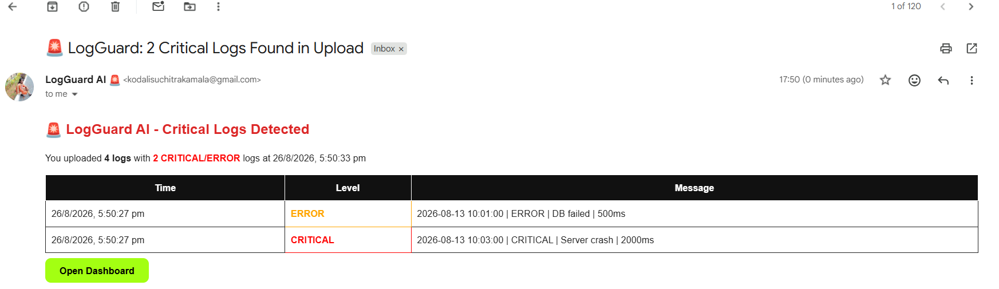 1 of 120
🚨 LogGuard: 2 Critical Logs Found in Upload Inbox ×
LogGuard AI 🚨 <kodalisuchitrakamala@gmail.com> 17:50 (0 minutes ago)
to me
🚨 LogGuard AI - Critical Logs Detected
You uploaded 4 logs with 2 CRITICAL/ERROR logs at 26/8/2026, 5:50:33 pm
Time Level Message
26/8/2026, 5:50:27 pm ERROR 2026-08-13 10:01:00 | ERROR | DB failed | 500ms
26/8/2026, 5:50:27 pm CRITICAL 2026-08-13 10:03:00 | CRITICAL | Server crash | 2000ms
Open Dashboard